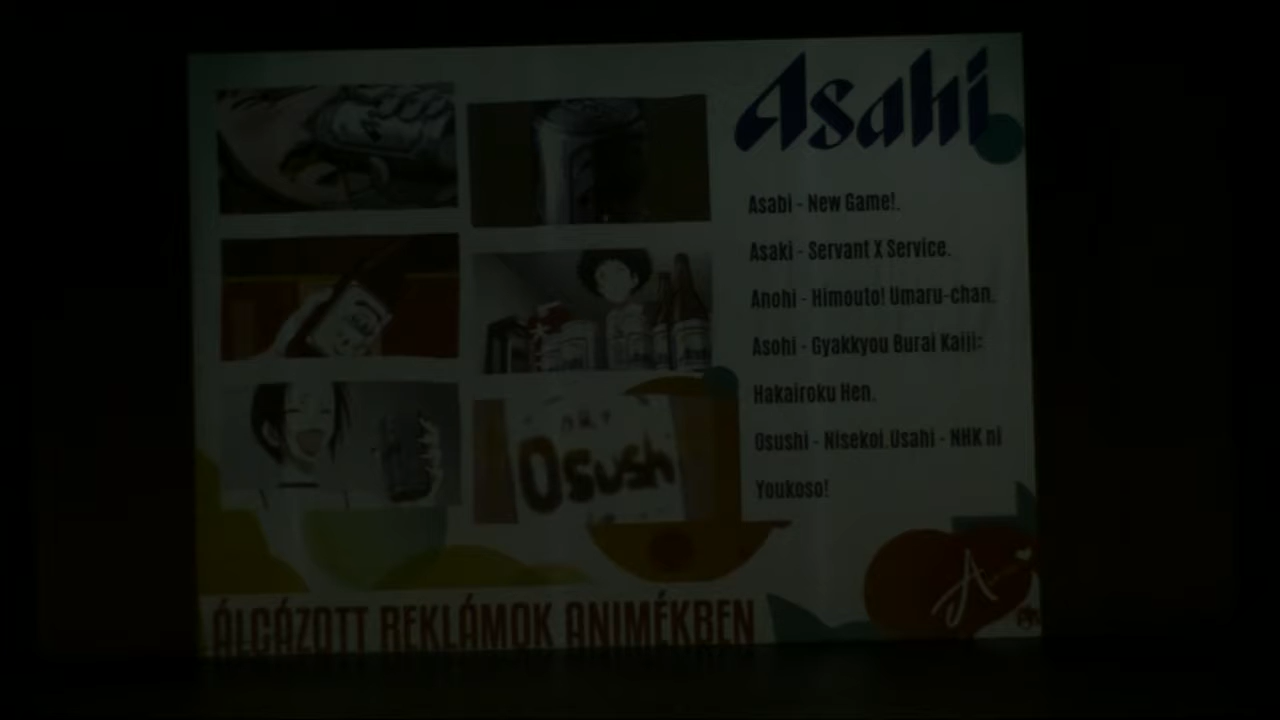 Asahi
Asabi - New Game!.
Asaki - Servant X Service.
Anohi - Himouto! Umaru-chan.
Asohi - Gyakkyou Burai Kaiji:
Hakairoku Hen.
Osushi - Nisekoi.Usahi - NHK ni
Youkoso!
Osush
ÁLCÁZOTT REKLÁMOK ANIMÉKBEN
A